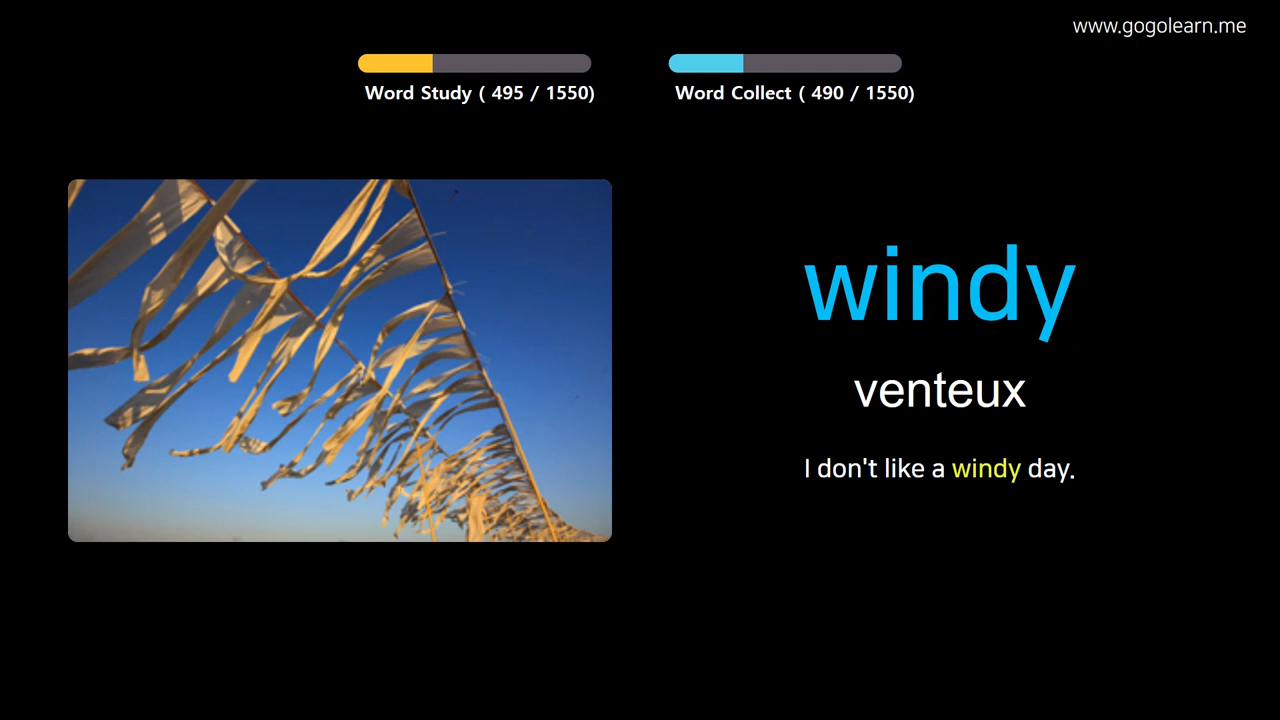 www.gogolearn.me
Word Study ( 495 / 1550)
Word Collect ( 490 / 1550)
windy
venteux
I don't like a windy day.